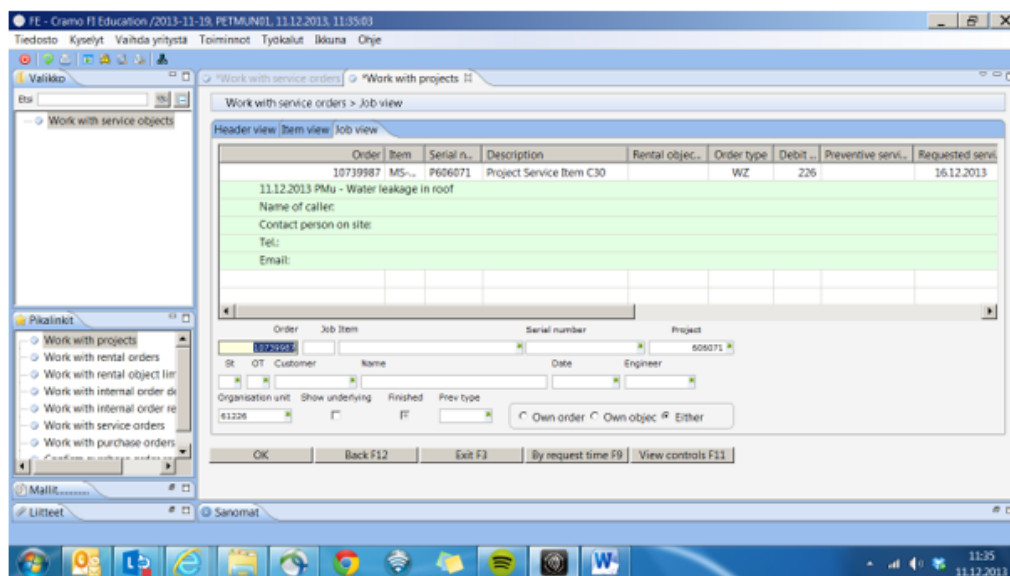 FE - Cramo FI Education /2013-11-19, PETMUN01, 11.12.2013, 11:35:03
Tiedosto Kyselyt Vaihda yritystä Toiminnot Työkalut Ikkuna Ohje
Valikko
*Work with service orders *Work with projects
Etsi
Work with service orders > Job view
Work with service objects
Header view Item view Job view
Order Item Serial n... Description Rental objec... Order type Debit ... Preventive servi... Requested servi
10739987 MS-... P606071 Project Service Item C30 WZ 226 16.12.2013
11.12.2013 PMu - Water leakage in roof
Name of caller:
Contact person on site:
Tel.:
Email:
Pikalinkit
Work with projects
Work with rental orders
Work with rental object lim
Work with internal order de
Work with internal order re
Work with service orders
Work with purchase orders
Order Job Item Serial number Project
10739987 606071
St OT Customer Name Date Engineer
Organisation unit Show underlying Finished Prev type
61226 Own order Own objec Either
OK Back F12 Exit F3 By request time F9 View controls F11
Mallit.........
Liitteet Sanomat
11:35
11.12.2013